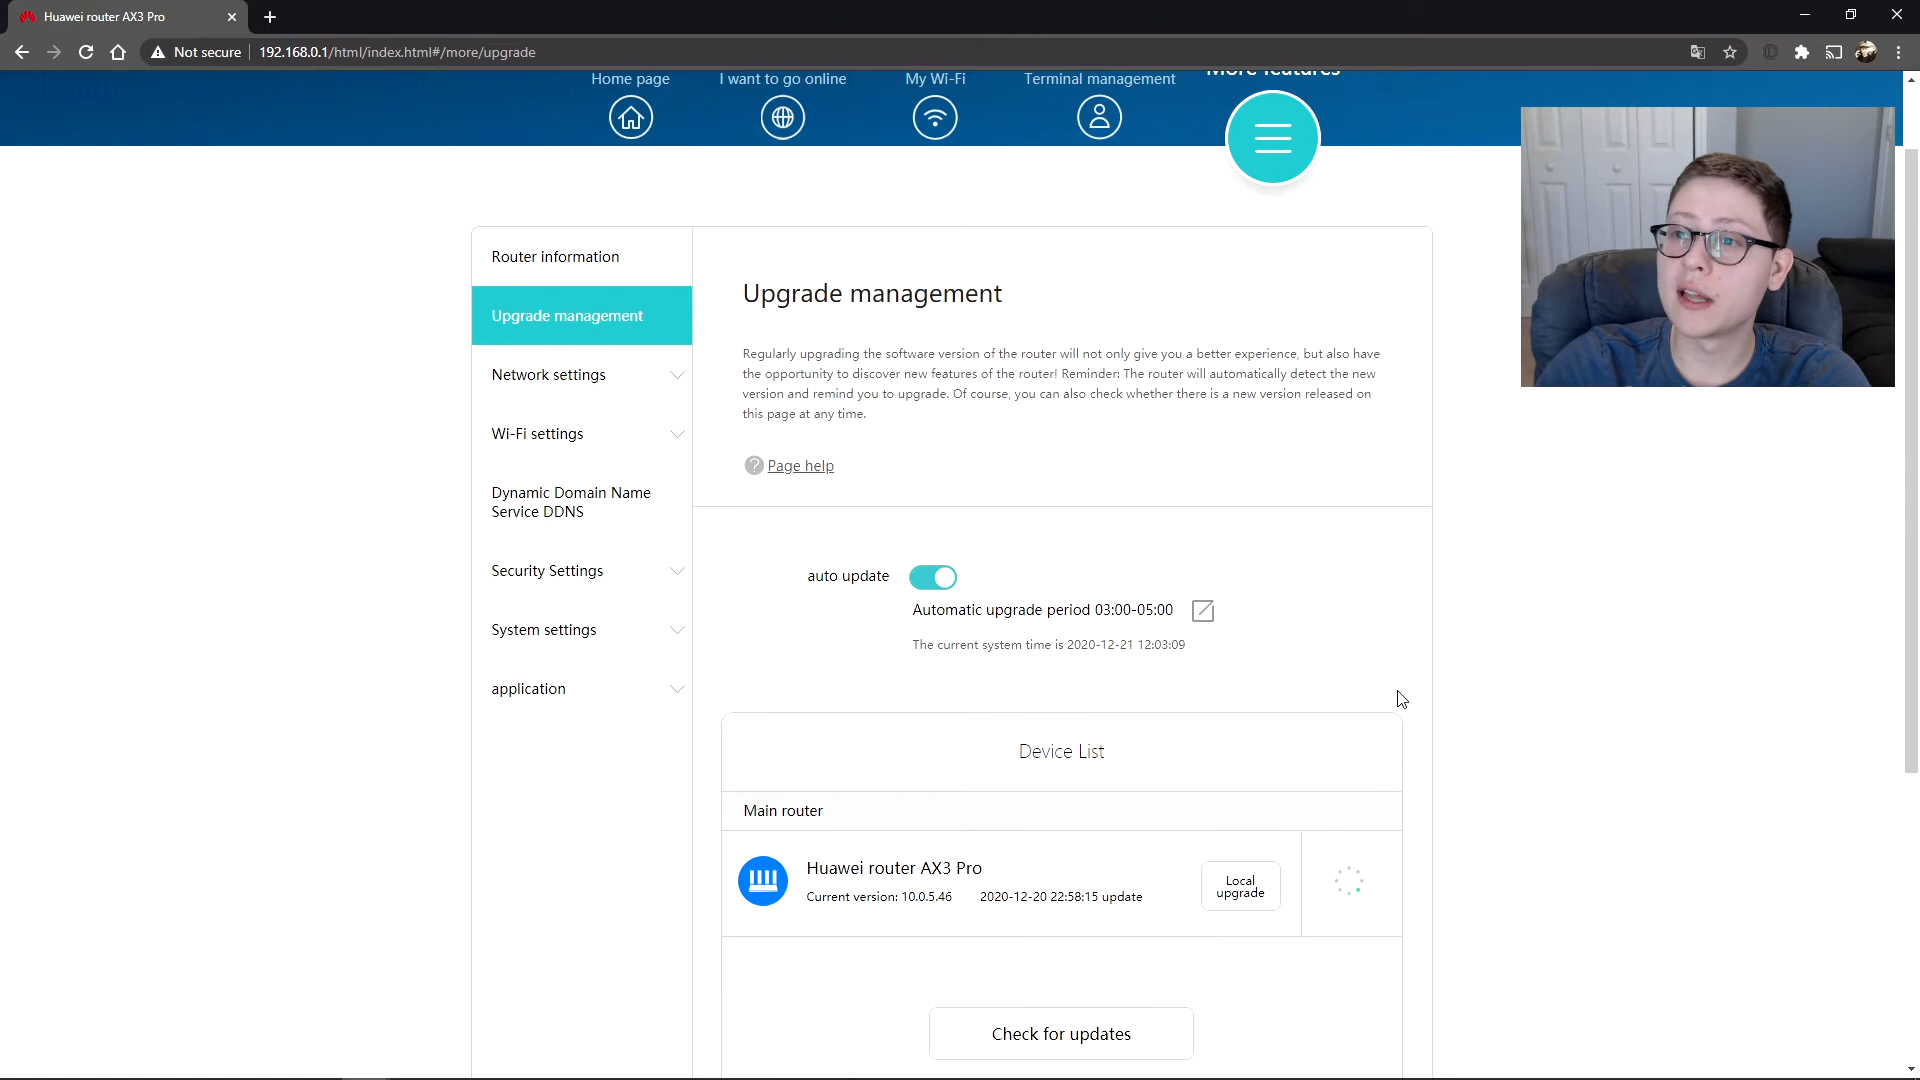 Huawei router AX3 Pro
Not secure
192.168.0.1/html/index.html#/more/upgrade
Home page
I want to go online
My Wi-Fi
Terminal management
More features
Router information
Upgrade management
Network settings
Wi-Fi settings
Dynamic Domain Name
Service DDNS
Security Settings
System settings
application
Upgrade management
Regularly upgrading the software version of the router will not only give you a better experience, but also have
the opportunity to discover new features of the router! Reminder: The router will automatically detect the new
version and remind you to upgrade. Of course, you can also check whether there is a new version released on
this page at any time.
? Page help
auto update
Automatic upgrade period 03:00-05:00
The current system time is 2020-12-21 12:03:09
Device List
Main router
Huawei router AX3 Pro
Current version: 10.0.5.46
2020-12-20 22:58:15 update
Local
upgrade
Check for updates